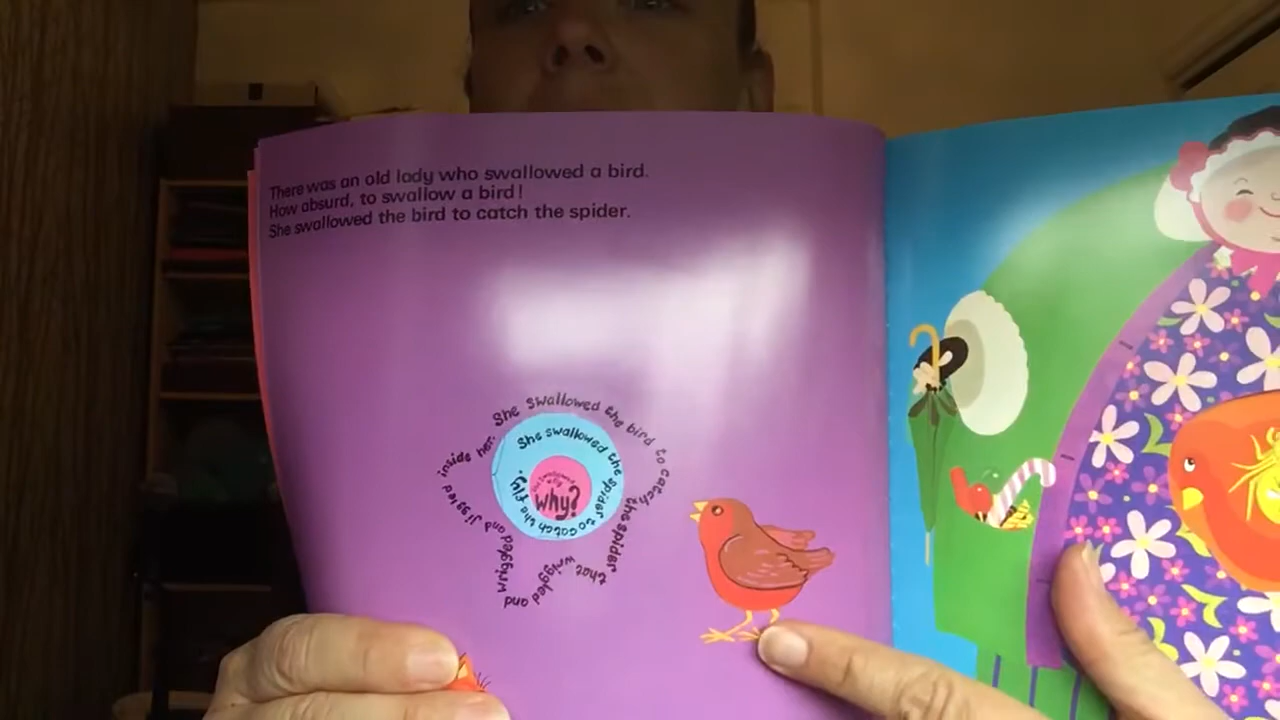 There was an old lady who swallowed a bird.
How absurd, to swallow a bird!
She swallowed the bird to catch the spider.
She swallowed the bird to catch the spider that wriggled and wriggled and jiggled inside her.
She swallowed the spider to catch the fly.
why?